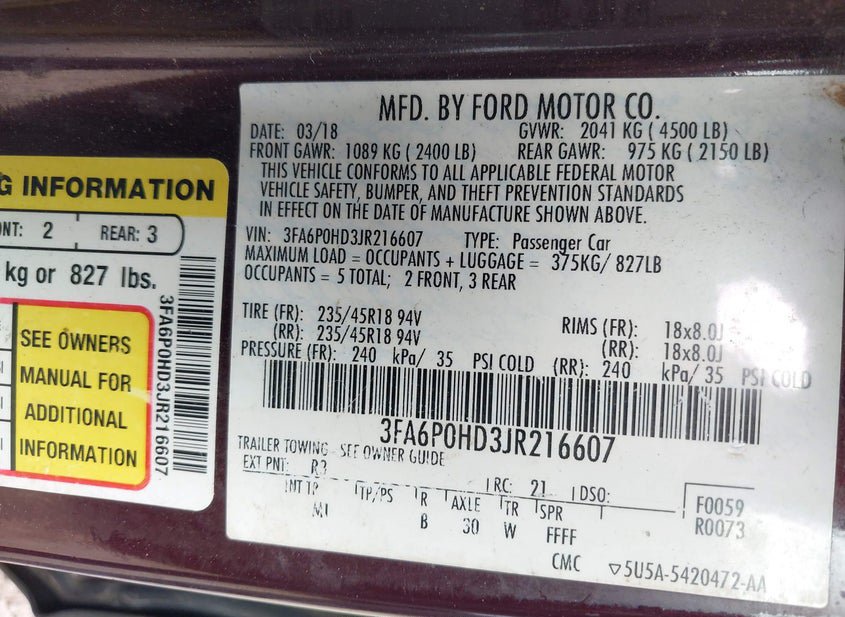 G INFORMATION
NT: 2 REAR: 3
kg or 827 lbs.
SEE OWNERS
MANUAL FOR
ADDITIONAL
INFORMATION
3FA6P0HD3JR216607
MFD. BY FORD MOTOR CO.
DATE: 03/18 GVWR: 2041 KG ( 4500 LB)
FRONT GAWR: 1089 KG ( 2400 LB) REAR GAWR: 975 KG ( 2150 LB)
THIS VEHICLE CONFORMS TO ALL APPLICABLE FEDERAL MOTOR
VEHICLE SAFETY, BUMPER, AND THEFT PREVENTION STANDARDS
IN EFFECT ON THE DATE OF MANUFACTURE SHOWN ABOVE.
VIN: 3FA6P0HD3JR216607 TYPE: Passenger Car
MAXIMUM LOAD = OCCUPANTS + LUGGAGE = 375KG/ 827LB
OCCUPANTS = 5 TOTAL; 2 FRONT, 3 REAR
TIRE (FR): 235/45R18 94V RIMS (FR): 18x8.0J
(RR): 235/45R18 94V (RR): 18x8.0J
PRESSURE (FR): 240 kPa/ 35 PSI COLD (RR): 240 kPa/ 35 PSI COLD
3FA6P0HD3JR216607
TRAILER TOWING - SEE OWNER GUIDE
EXT PNT: R3 RC: 21 DSO: F0059
INT TR TP/PS R AXLE TR SPR R0073
MI B 30 W FFFF
CMC ▽5U5A-5420472-AA